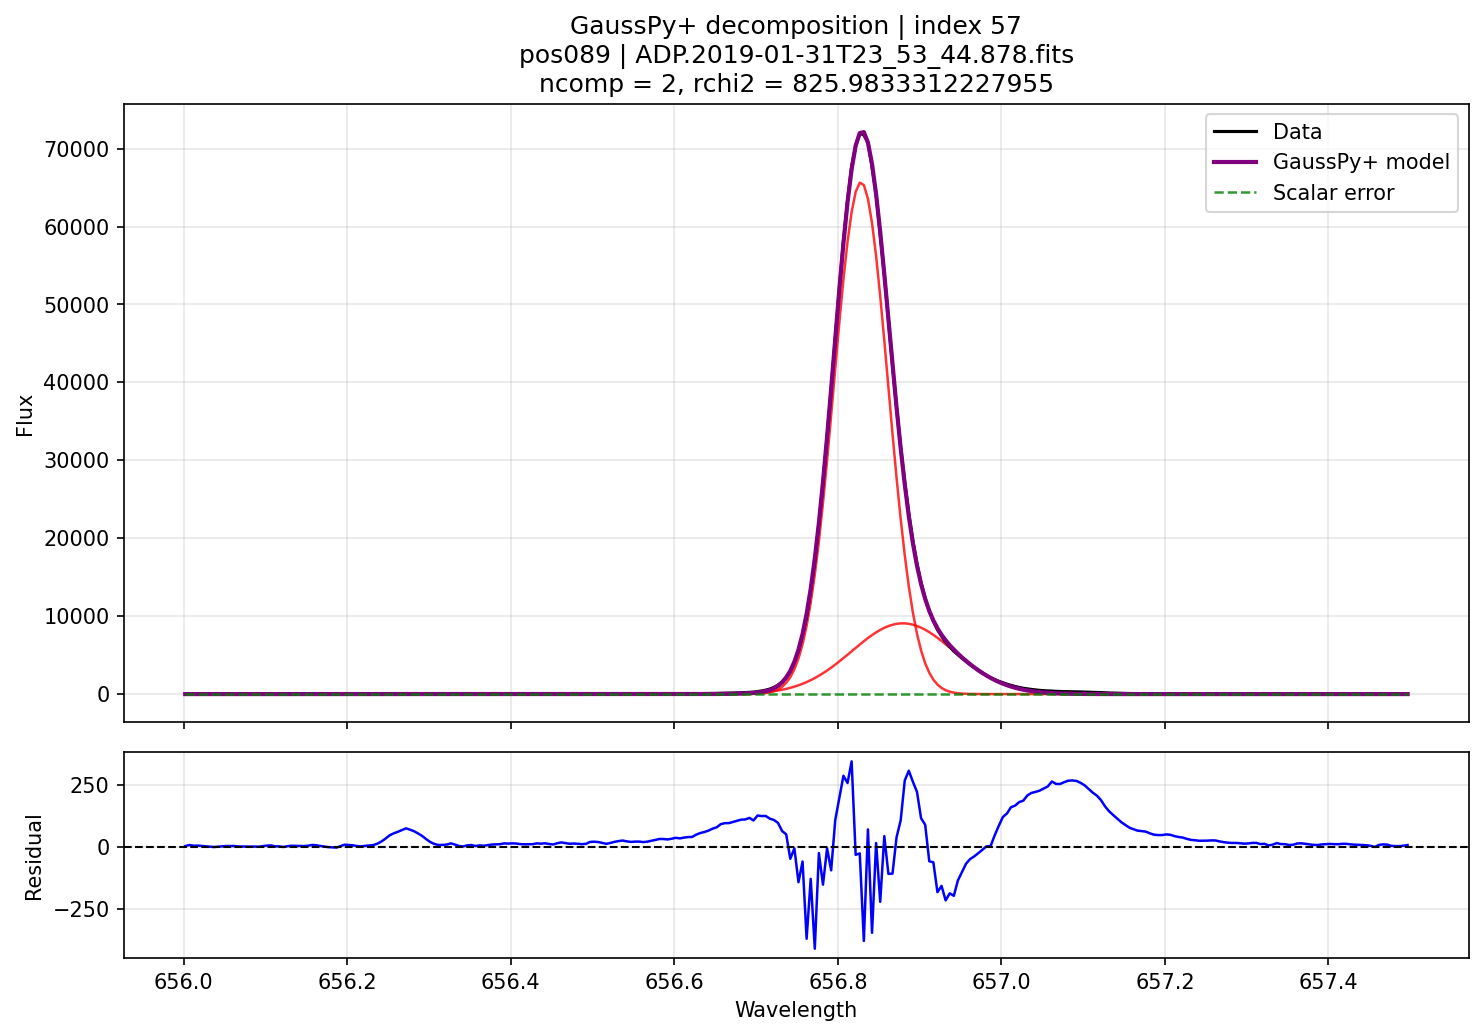 GaussPy+ decomposition | index 57
pos089 | ADP.2019-01-31T23_53_44.878.fits
ncomp = 2, rchi2 = 825.9833312227955
Data
GaussPy+ model
Scalar error
70000
60000
50000
40000
30000
20000
10000
0
Flux
250
0
−250
Residual
656.0 656.2 656.4 656.6 656.8 657.0 657.2 657.4
Wavelength